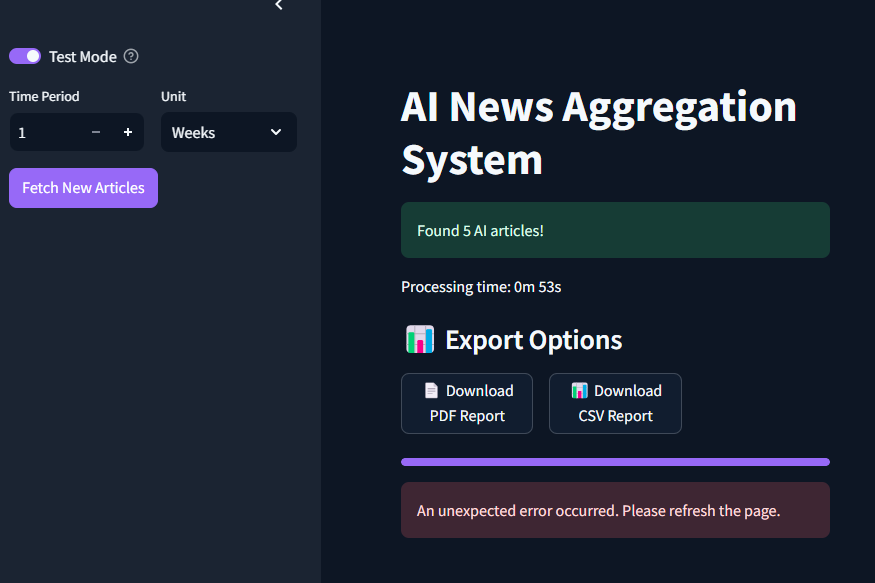 Test Mode
Time Period
Unit
1
Weeks
Fetch New Articles
AI News Aggregation
System
Found 5 AI articles!
Processing time: 0m 53s
Export Options
Download
PDF Report
Download
CSV Report
An unexpected error occurred. Please refresh the page.